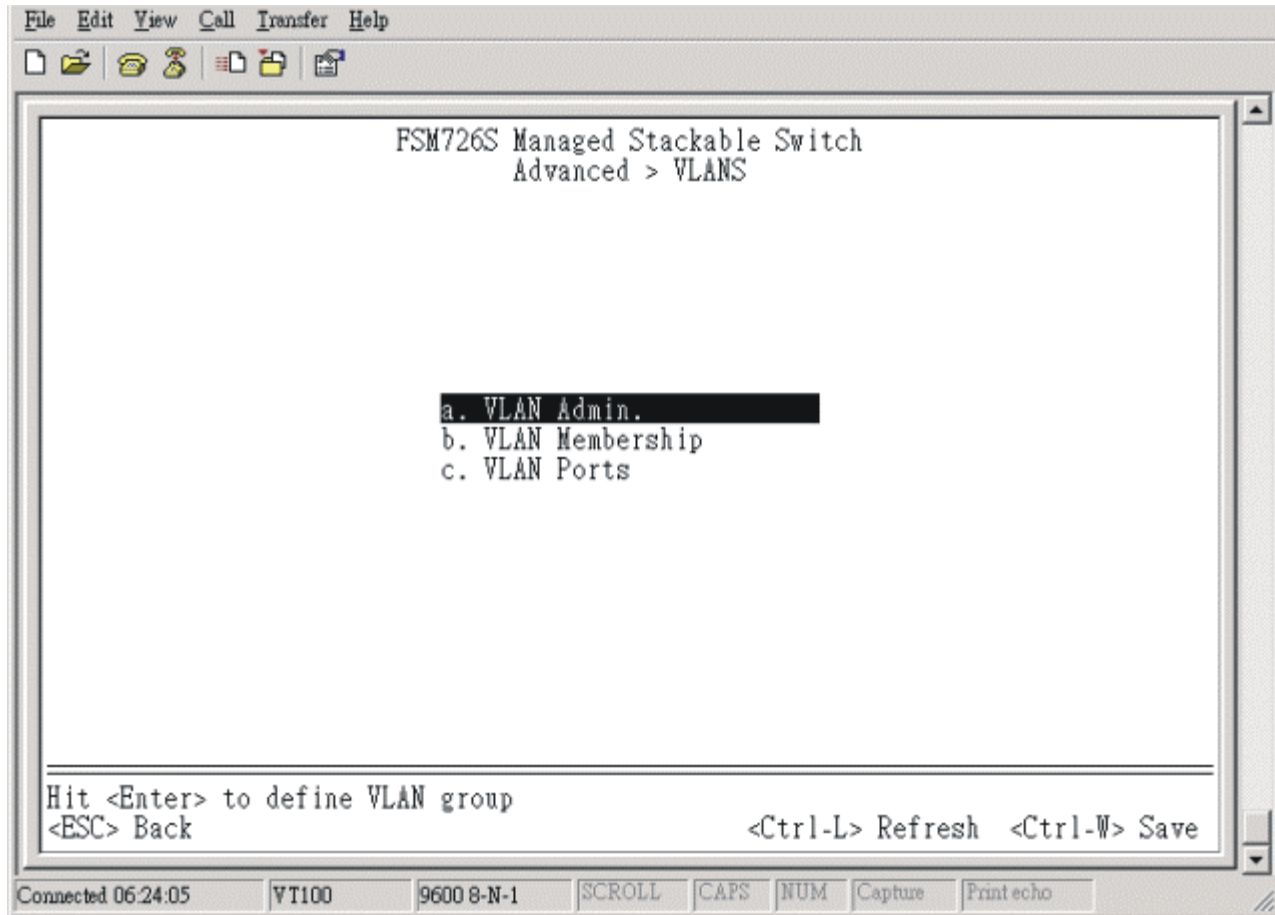 File Edit View Call Transfer Help
FSM726S Managed Stackable Switch
Advanced > VLANS
a. VLAN Admin.
b. VLAN Membership
c. VLAN Ports
Hit <Enter> to define VLAN group
<ESC> Back <Ctrl-L> Refresh <Ctrl-W> Save
Connected 06:24:05 VT100 9600 8-N-1 SCROLL CAPS NUM Capture Print echo